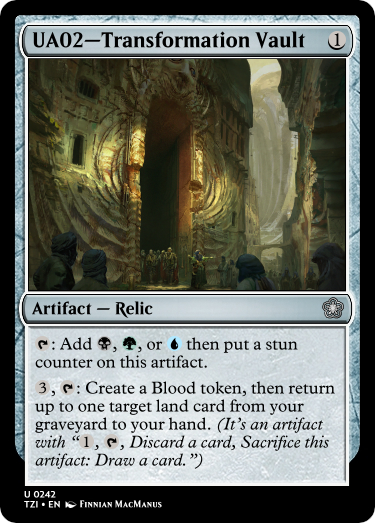 UA02—Transformation Vault 1
Artifact — Relic
: Add , , or then put a stun
counter on this artifact.
3, : Create a Blood token, then return
up to one target land card from your
graveyard to your hand. (It's an artifact
with “1, , Discard a card, Sacrifice this
artifact: Draw a card.”)
U 0242
TZI • EN Finnian MacManus